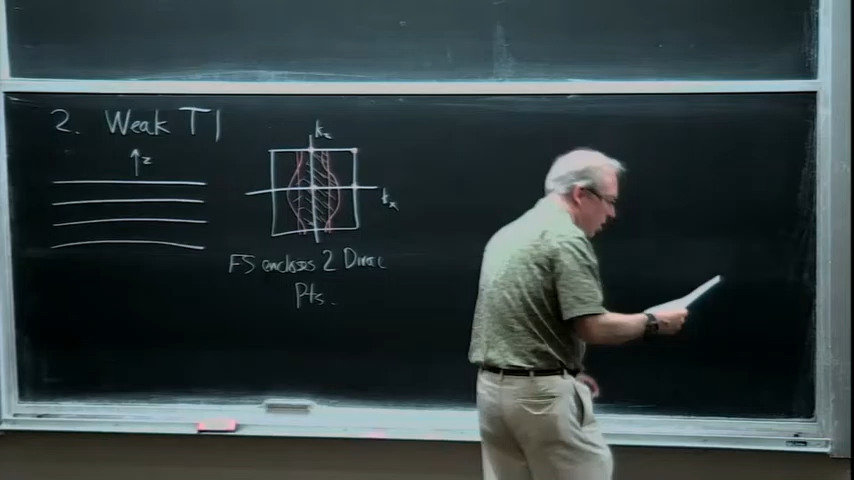 2. Weak TI
z
kz
kx
FS encloses 2 Dirac
Pts.